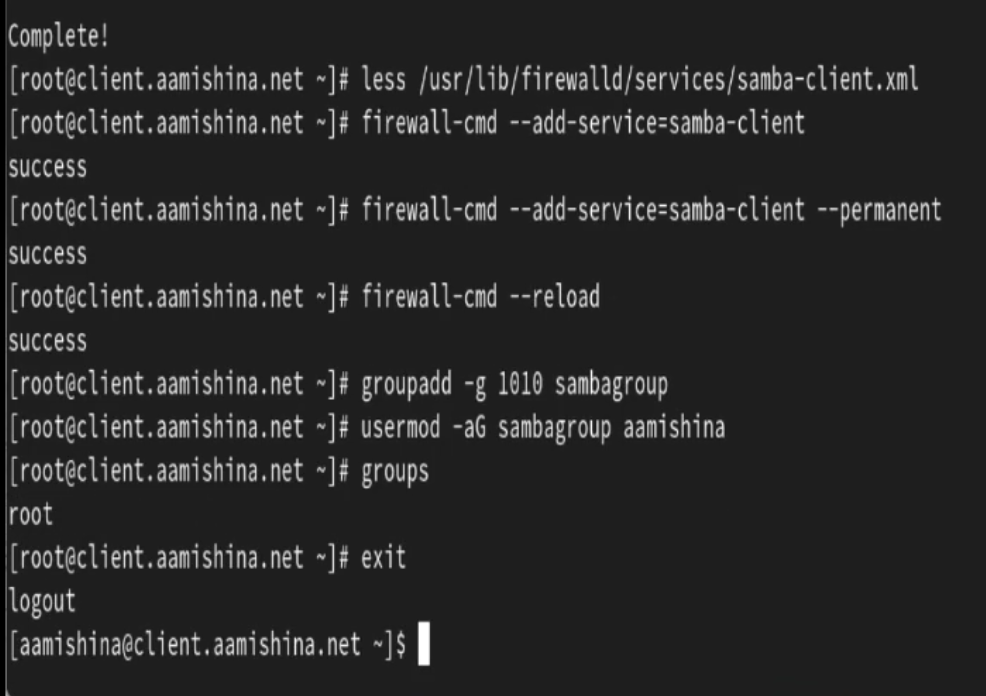 Complete!
[root@client.aamishina.net ~]# less /usr/lib/firewalld/services/samba-client.xml
[root@client.aamishina.net ~]# firewall-cmd --add-service=samba-client
success
[root@client.aamishina.net ~]# firewall-cmd --add-service=samba-client --permanent
success
[root@client.aamishina.net ~]# firewall-cmd --reload
success
[root@client.aamishina.net ~]# groupadd -g 1010 sambagroup
[root@client.aamishina.net ~]# usermod -aG sambagroup aamishina
[root@client.aamishina.net ~]# groups
root
[root@client.aamishina.net ~]# exit
logout
[aamishina@client.aamishina.net ~]$